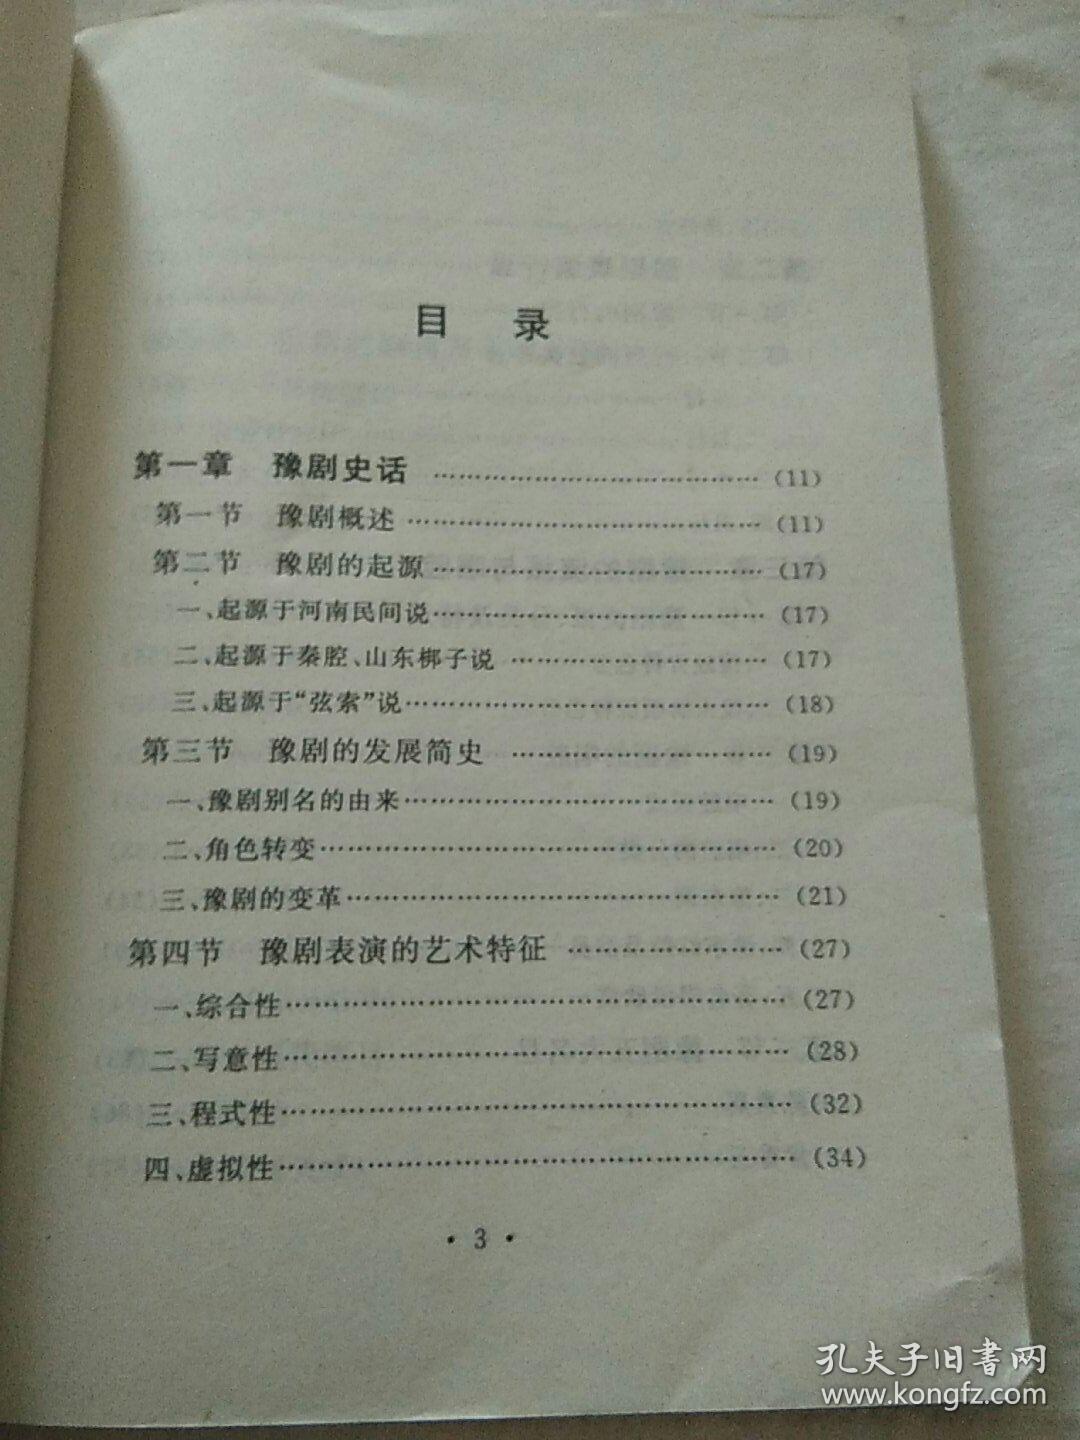 目 录
第一章 豫剧史话 …………………………………… (11)
第一节 豫剧概述 …………………………………… (11)
第二节 豫剧的起源 ………………………………… (17)
一、起源于河南民间说 ……………………………… (17)
二、起源于秦腔、山东梆子说 ……………………… (17)
三、起源于“弦索”说 ……………………………… (18)
第三节 豫剧的发展简史 …………………………… (19)
一、豫剧别名的由来 ………………………………… (19)
二、角色转变 ………………………………………… (20)
三、豫剧的变革 ……………………………………… (21)
第四节 豫剧表演的艺术特征 ……………………… (27)
一、综合性 …………………………………………… (27)
二、写意性 …………………………………………… (28)
三、程式性 …………………………………………… (32)
四、虚拟性 …………………………………………… (34)
· 3 ·
孔夫子旧書网
www.kongfz.com